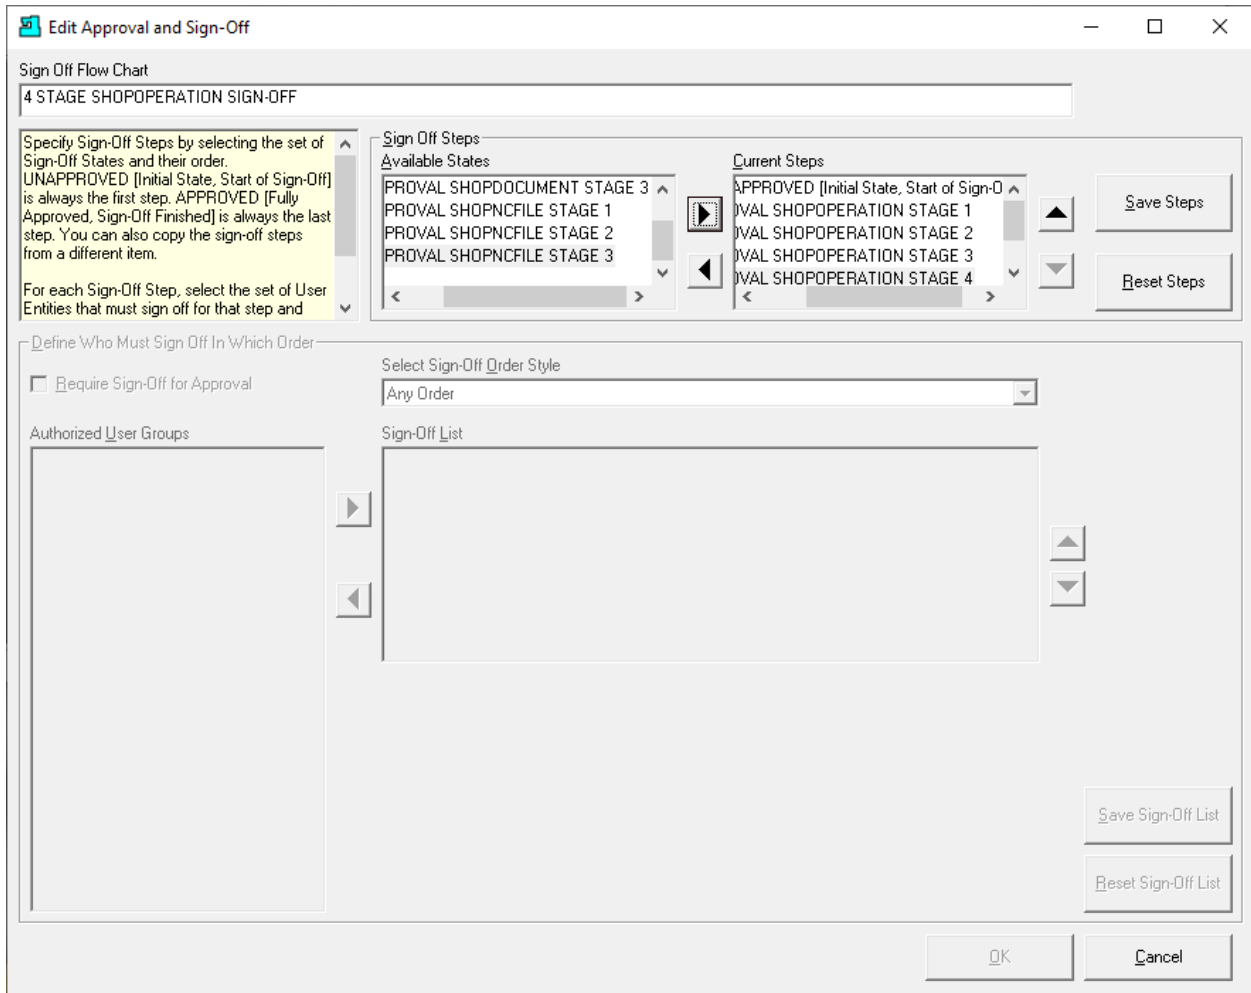 Edit Approval and Sign-Off
Sign Off Flow Chart
4 STAGE SHOPOPERATION SIGN-OFF
Specify Sign-Off Steps by selecting the set of
Sign-Off States and their order.
UNAPPROVED [Initial State, Start of Sign-Off]
is always the first step. APPROVED [Fully
Approved, Sign-Off Finished] is always the last
step. You can also copy the sign-off steps
from a different item.
For each Sign-Off Step, select the set of User
Entities that must sign off for that step and
Sign Off Steps
Available States
PROVAL SHOPDOCUMENT STAGE 3
PROVAL SHOPNCFILE STAGE 1
PROVAL SHOPNCFILE STAGE 2
PROVAL SHOPNCFILE STAGE 3
Current Steps
APPROVED [Initial State, Start of Sign-O
OVAL SHOPOPERATION STAGE 1
OVAL SHOPOPERATION STAGE 2
OVAL SHOPOPERATION STAGE 3
OVAL SHOPOPERATION STAGE 4
Save Steps
Reset Steps
Define Who Must Sign Off In Which Order
Require Sign-Off for Approval
Select Sign-Off Order Style
Any Order
Authorized User Groups
Sign-Off List
Save Sign-Off List
Reset Sign-Off List
OK
Cancel